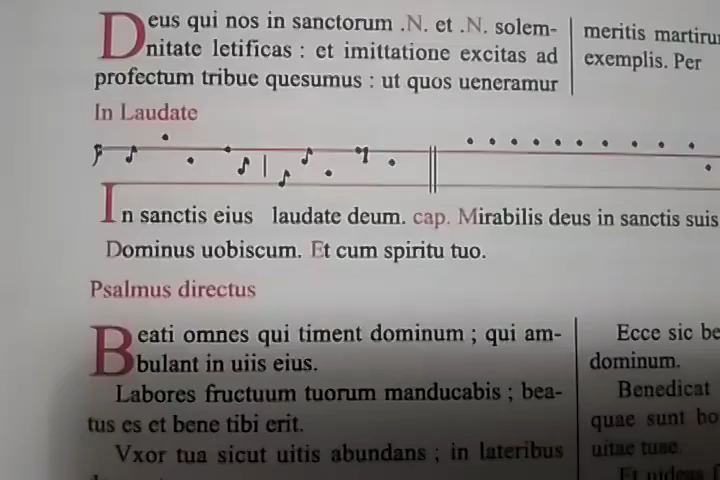 Deus qui nos in sanctorum .N. et .N. solem-
nitate letificas : et imittatione excitas ad
profectum tribue quesumus : ut quos ueneramur
meritis
exemplis. Per
In Laudate
In sanctis eius laudate deum. cap. Mirabilis deus in sanctis suis
Dominus uobiscum. Et cum spiritu tuo.
Psalmus directus
Beati omnes qui timent dominum ; qui am-
bulant in uiis eius.
Labores fructuum tuorum manducabis ; bea-
tus es et bene tibi erit.
Vxor tua sicut uitis abundans ; in lateribus
Ecce sic
dominum.
Benedicat
quae sunt
uitae tuae.